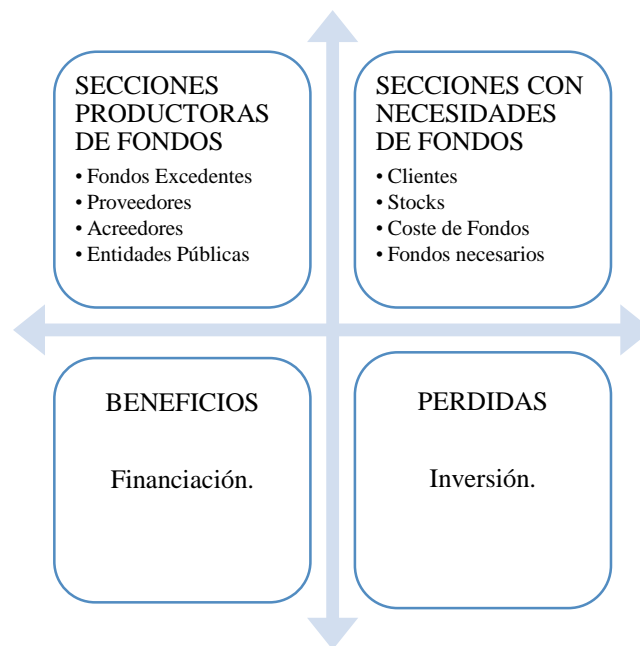 SECCIONES
PRODUCTORAS
DE FONDOS
• Fondos Excedentes
• Proveedores
• Acreedores
• Entidades Públicas
SECCIONES CON
NECESIDADES
DE FONDOS
• Clientes
• Stocks
• Coste de Fondos
• Fondos necesarios
BENEFICIOS
Financiación.
PERDIDAS
Inversión.